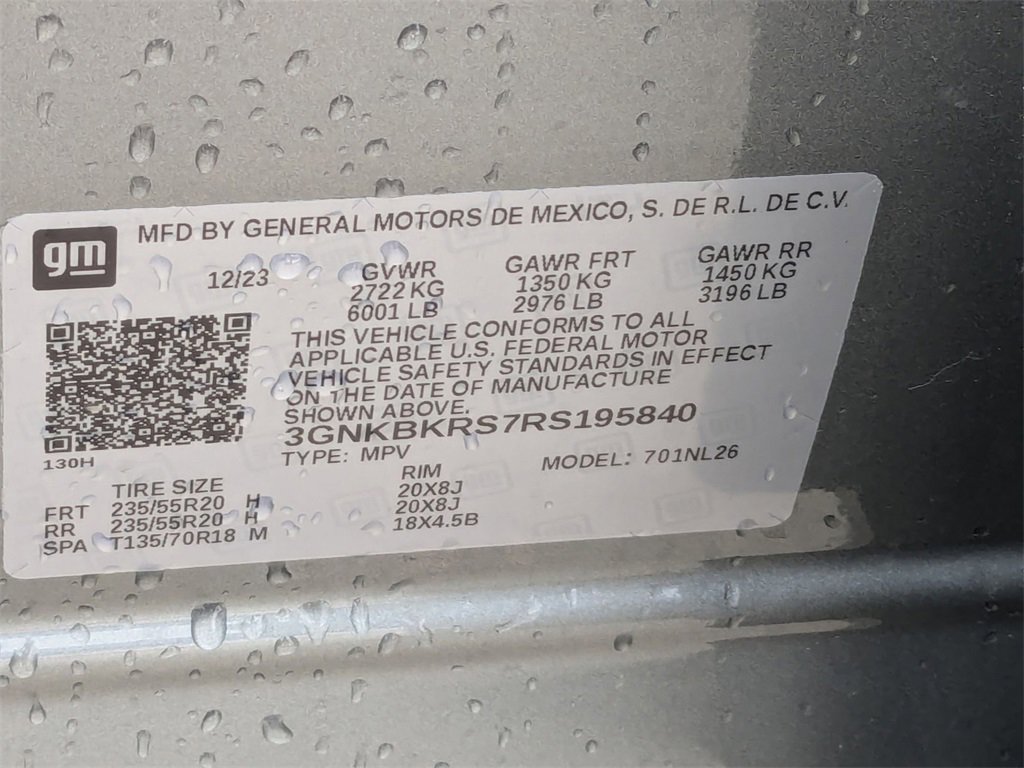 gm
MFD BY GENERAL MOTORS DE MEXICO, S. DE R.L. DE C.V.
12/23
GVWR GAWR FRT GAWR RR
2722 KG 1350 KG 1450 KG
6001 LB 2976 LB 3196 LB
THIS VEHICLE CONFORMS TO ALL
APPLICABLE U.S. FEDERAL MOTOR
VEHICLE SAFETY STANDARDS IN EFFECT
ON THE DATE OF MANUFACTURE
SHOWN ABOVE.
3GNKBKRS7RS195840
130H
TYPE: MPV MODEL: 701NL26
TIRE SIZE RIM
FRT 235/55R20 H 20X8J
RR 235/55R20 H 20X8J
SPA T135/70R18 M 18X4.5B